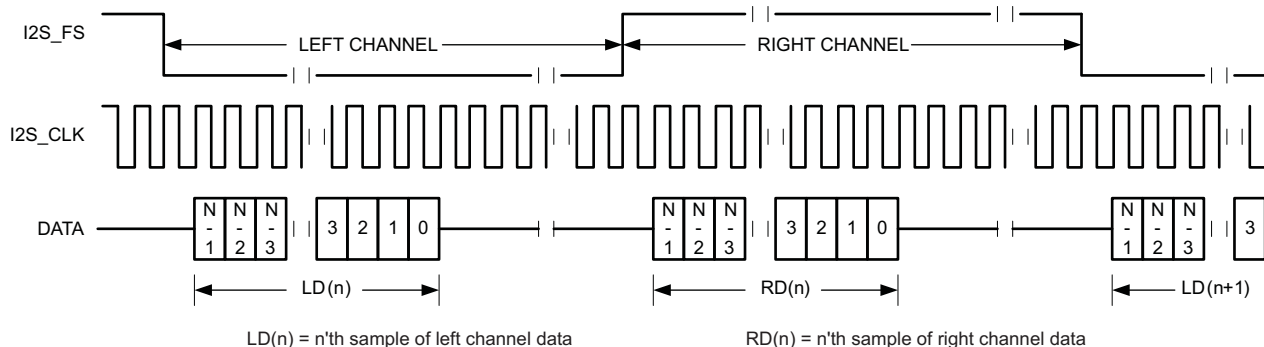 I2S_FS
LEFT CHANNEL
RIGHT CHANNEL
I2S_CLK
DATA
N-1 N-2 N-3 3 2 1 0 N-1 N-2 N-3 3 2 1 0 N-1 N-2 N-3 3
LD(n)
RD(n)
LD(n+1)
LD(n) = n'th sample of left channel data
RD(n) = n'th sample of right channel data